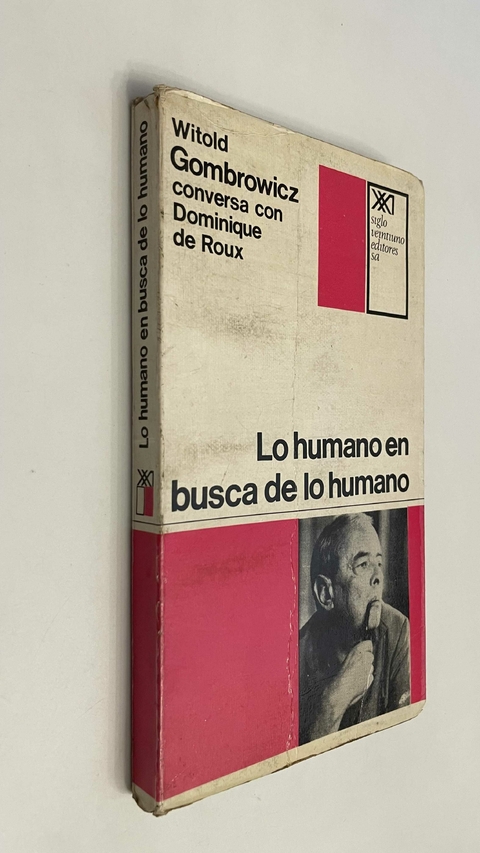 Witold
Gombrowicz
conversa con
Dominique
de Roux
siglo
veintiuno
editores
sa
Lo humano en
busca de lo humano
Lo humano en busca de lo humano